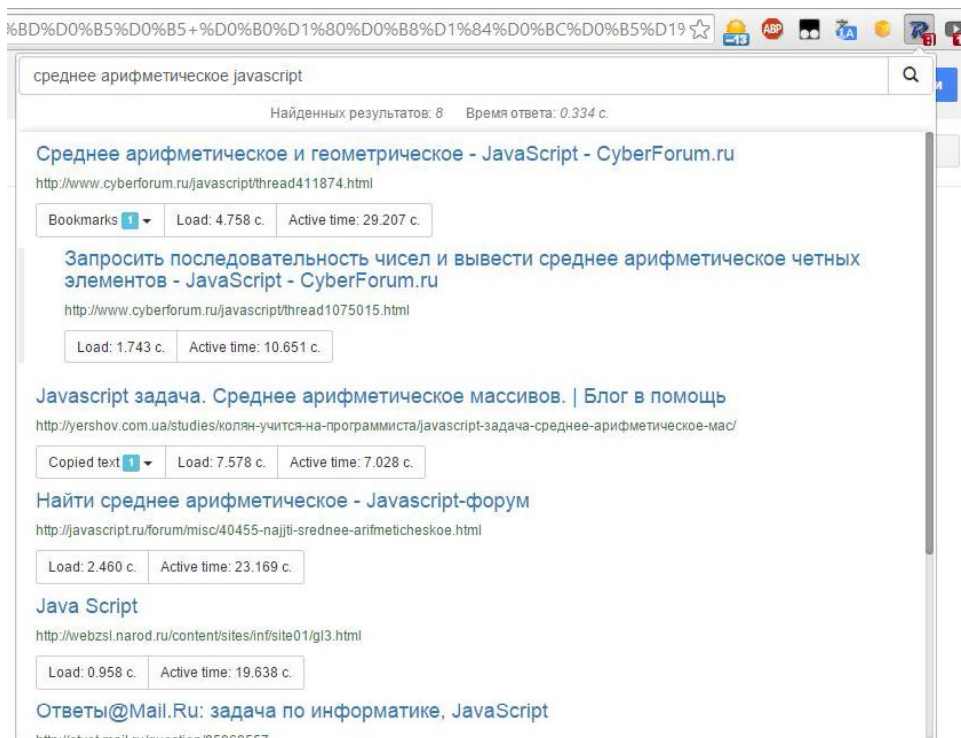 %BD%D0%B5%D0%B5+%D0%B0%D1%80%D0%B8%D1%84%D0%BC%D0%B5%D19
-13 ABP
среднее арифметическое javascript
Найденных результатов: 8 Время ответа: 0.334 с.
Среднее арифметическое и геометрическое - JavaScript - CyberForum.ru
http://www.cyberforum.ru/javascript/thread411874.html
Bookmarks 1 Load: 4.758 с. Active time: 29.207 с.
Запросить последовательность чисел и вывести среднее арифметическое четных
элементов - JavaScript - CyberForum.ru
http://www.cyberforum.ru/javascript/thread1075015.html
Load: 1.743 с. Active time: 10.651 с.
Javascript задача. Среднее арифметическое массивов. | Блог в помощь
http://yershov.com.ua/studies/колян-учится-на-программиста/javascript-задача-среднее-арифметическое-мас/
Copied text 1 Load: 7.578 с. Active time: 7.028 с.
Найти среднее арифметическое - Javascript-форум
http://javascript.ru/forum/misc/40455-najjti-srednee-arifmeticheskoe.html
Load: 2.460 с. Active time: 23.169 с.
Java Script
http://webzsl.narod.ru/content/sites/inf/site01/gl3.html
Load: 0.958 с. Active time: 19.638 с.
Ответы@Mail.Ru: задача по информатике, JavaScript